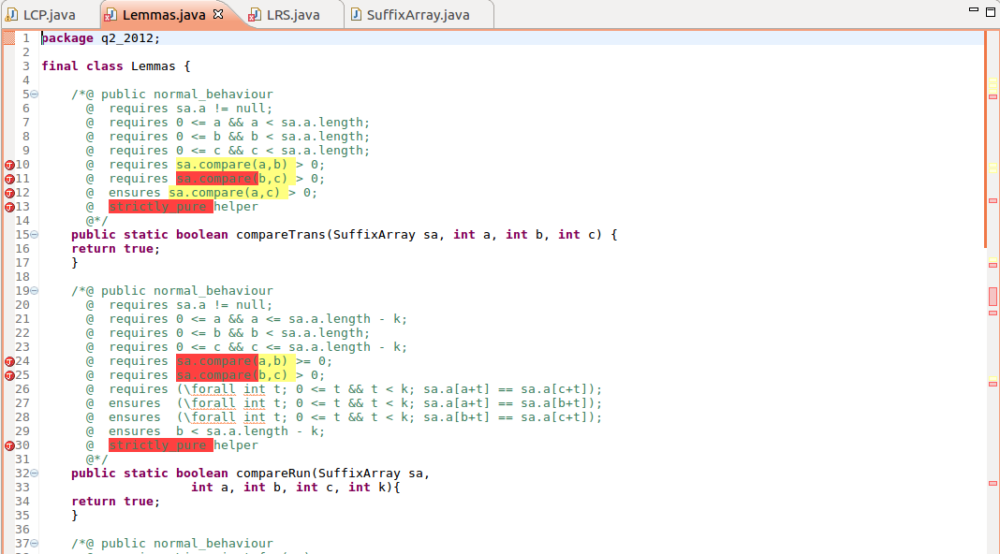 LCP.java Lemmas.java LRS.java SuffixArray.java
1 package q2_2012;
2
3 final class Lemmas {
4
5 /*@ public normal_behaviour
6 @ requires sa.a != null;
7 @ requires 0 <= a && a < sa.a.length;
8 @ requires 0 <= b && b < sa.a.length;
9 @ requires 0 <= c && c < sa.a.length;
10 @ requires sa.compare(a,b) > 0;
11 @ requires sa.compare(b,c) > 0;
12 @ ensures sa.compare(a,c) > 0;
13 @ strictly_pure helper
14 @*/
15 public static boolean compareTrans(SuffixArray sa, int a, int b, int c) {
16 return true;
17 }
18
19 /*@ public normal_behaviour
20 @ requires sa.a != null;
21 @ requires 0 <= a && a <= sa.a.length - k;
22 @ requires 0 <= b && b < sa.a.length;
23 @ requires 0 <= c && c <= sa.a.length - k;
24 @ requires sa.compare(a,b) >= 0;
25 @ requires sa.compare(b,c) > 0;
26 @ requires (\forall int t; 0 <= t && t < k; sa.a[a+t] == sa.a[c+t]);
27 @ ensures (\forall int t; 0 <= t && t < k; sa.a[a+t] == sa.a[b+t]);
28 @ ensures (\forall int t; 0 <= t && t < k; sa.a[b+t] == sa.a[c+t]);
29 @ ensures b < sa.a.length - k;
30 @ strictly_pure helper
31 @*/
32 public static boolean compareRun(SuffixArray sa,
33 int a, int b, int c, int k){
34 return true;
35 }
36
37 /*@ public normal_behaviour